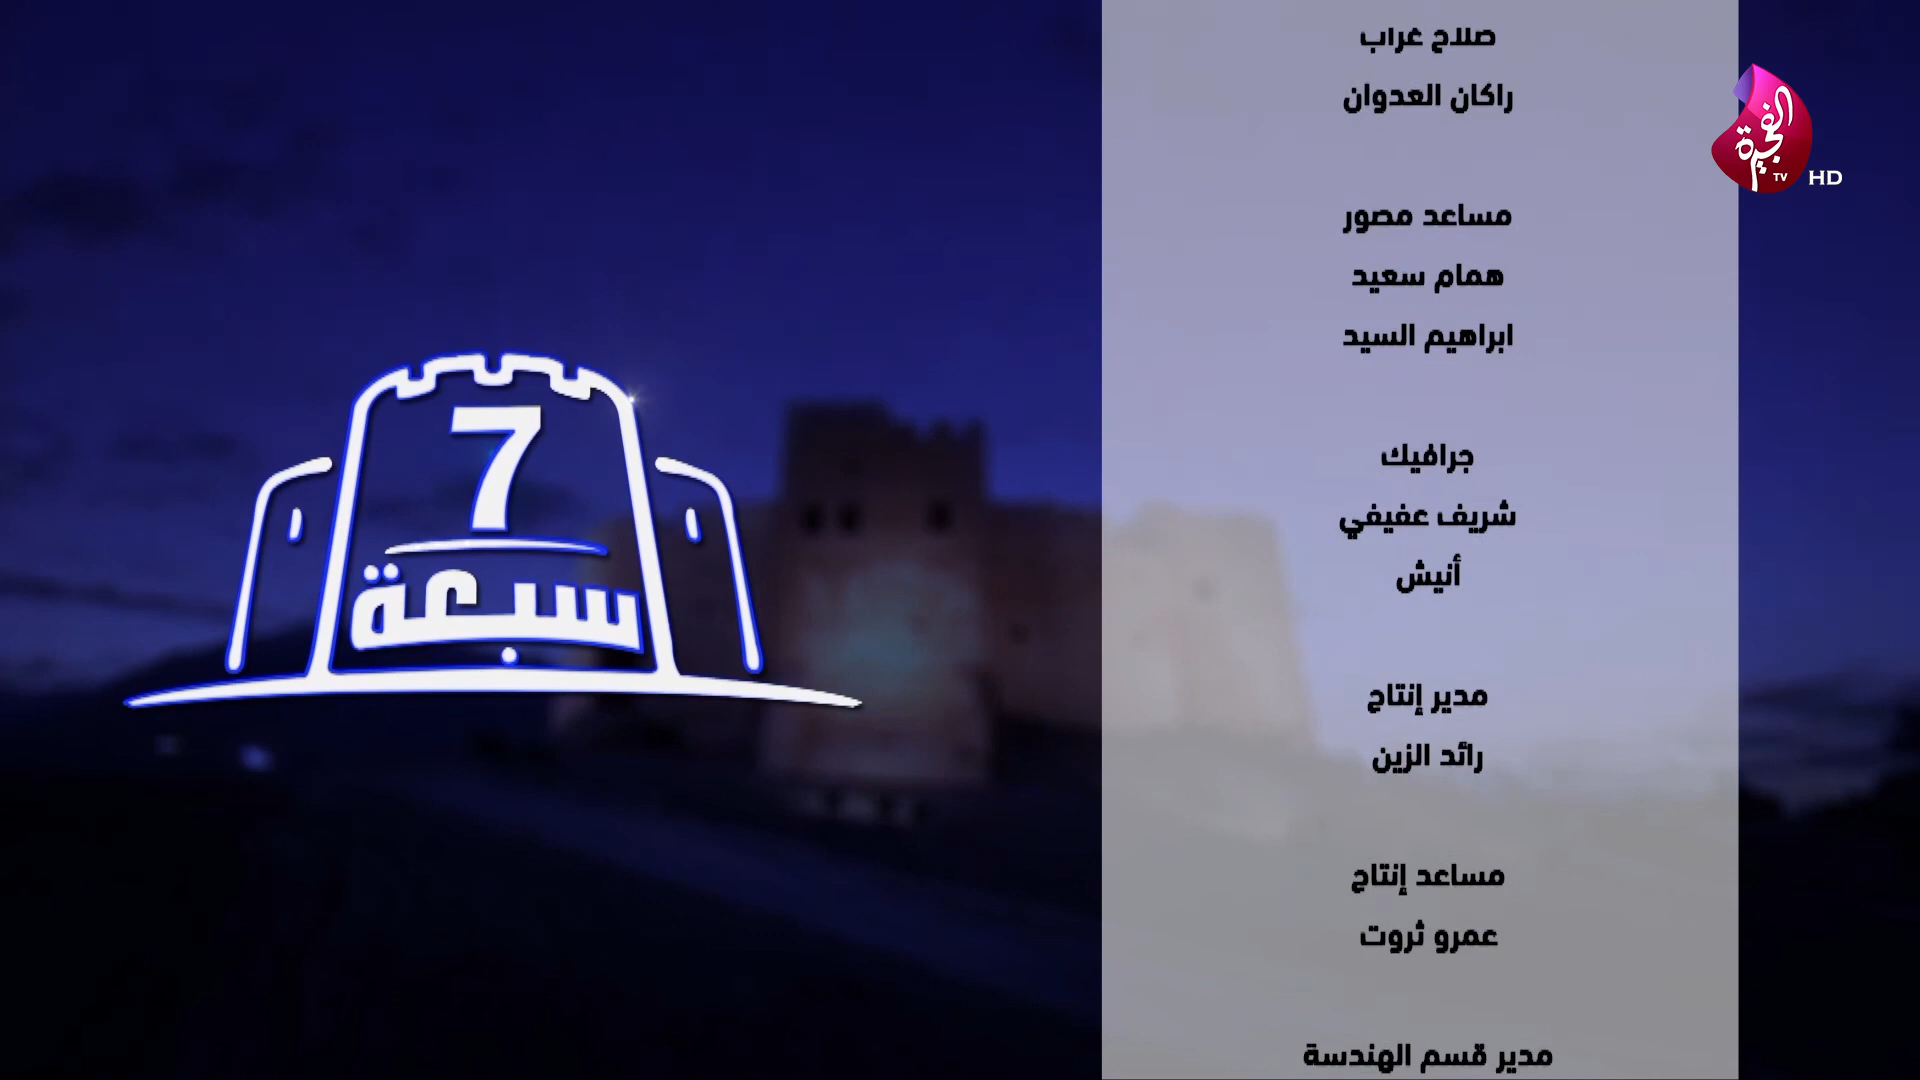 صلاح غراب
راكان العدوان
مساعد مصور
همام سعيد
ابراهيم السيد
جرافيك
شريف عفيفي
أنيش
مدير إنتاج
رائد الزين
مساعد إنتاج
عمرو ثروت
مدير قسم الهندسة
7
سبعة
الفجيرة
TV
HD